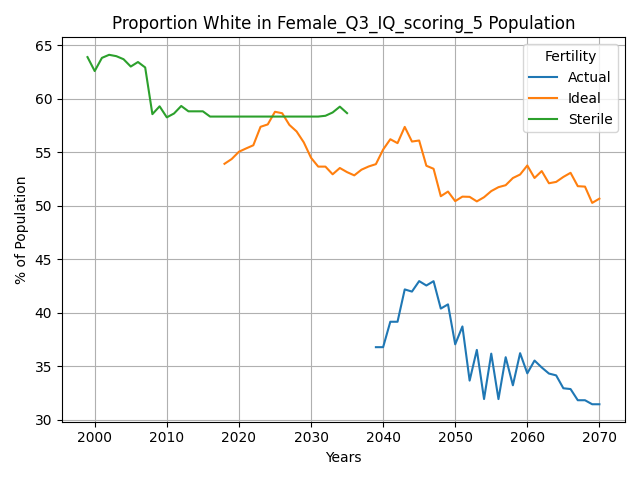 Proportion White in Female_Q3_IQ_scoring_5 Population
65
60
55
50
45
40
35
30
% of Population
Fertility
Actual
Ideal
Sterile
2000 2010 2020 2030 2040 2050 2060 2070
Years